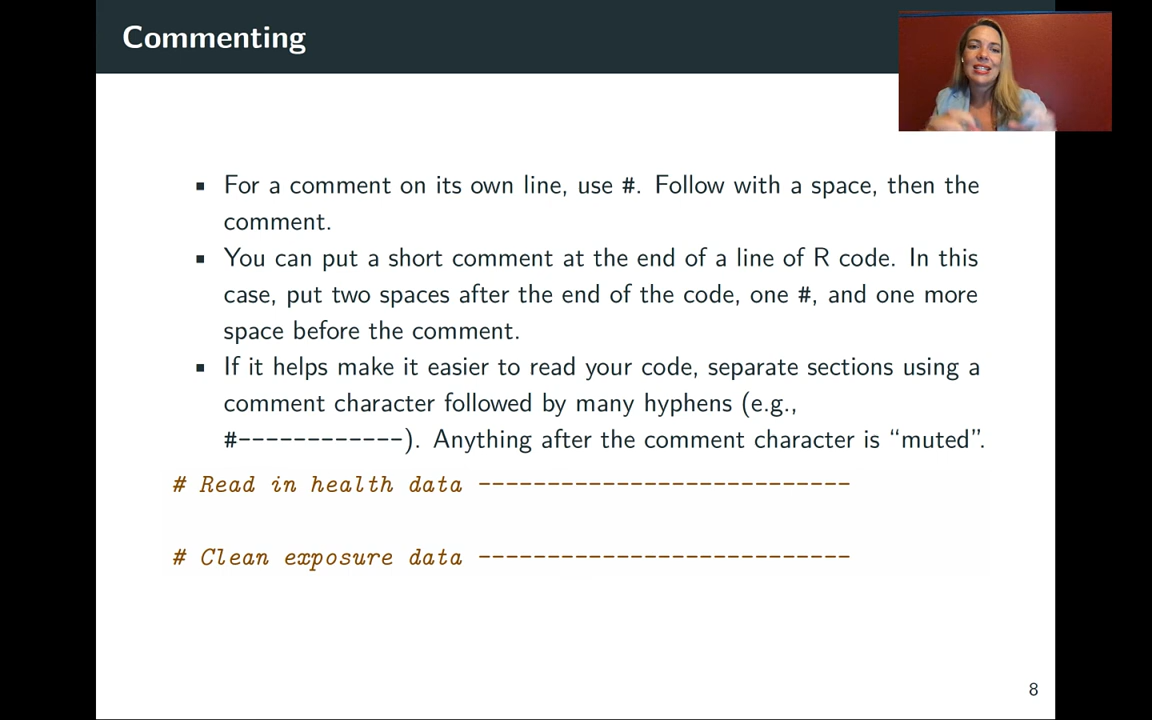 Commenting
▪ For a comment on its own line, use #. Follow with a space, then the
comment.
▪ You can put a short comment at the end of a line of R code. In this
case, put two spaces after the end of the code, one #, and one more
space before the comment.
▪ If it helps make it easier to read your code, separate sections using a
comment character followed by many hyphens (e.g.,
#------------). Anything after the comment character is “muted”.
# Read in health data ---------------------------
# Clean exposure data ---------------------------
8